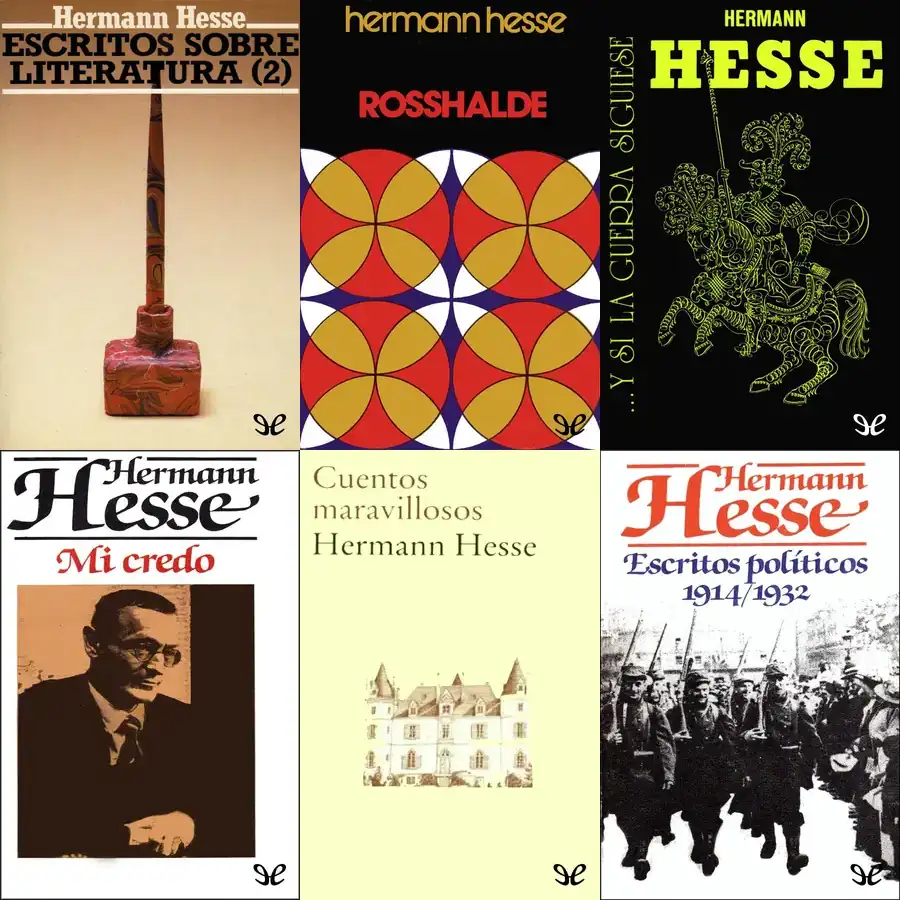 Hermann Hesse
ESCRITOS SOBRE
LITERATURA (2)
hermann hesse
ROSSHALDE
HERMANN
HESSE
... Y SI LA GUERRA SIGUIESE
Hermann
Hesse
Mi credo
Cuentos
maravillosos
Hermann Hesse
Hermann
Hesse
Escritos políticos
1914/1932